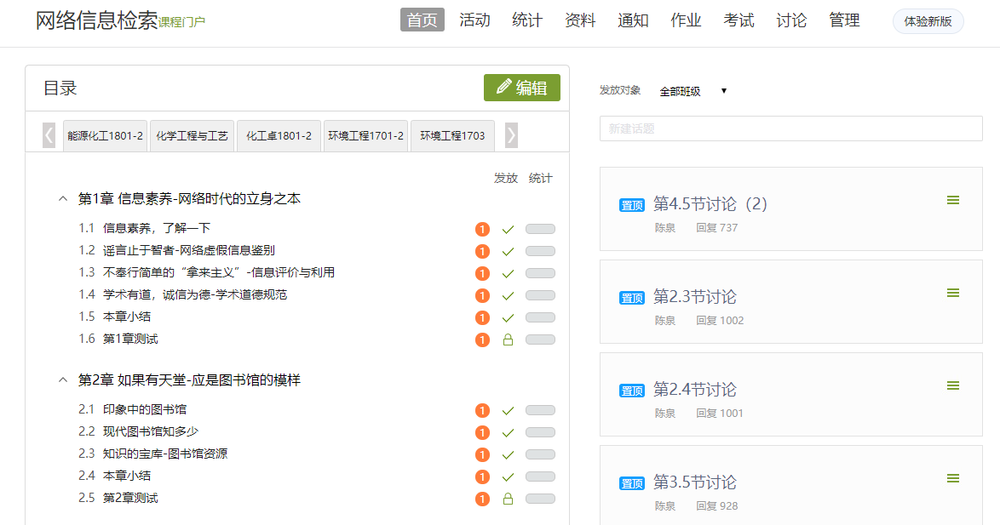 网络信息检索课程门户
首页 活动 统计 资料 通知 作业 考试 讨论 管理 体验新版
目录
编辑
能源化工1801-2 化学工程与工艺 化工卓1801-2 环境工程1701-2 环境工程1703
发放 统计
第1章 信息素养-网络时代的立身之本
1.1 信息素养，了解一下 1
1.2 谣言止于智者-网络虚假信息鉴别 1
1.3 不奉行简单的“拿来主义”-信息评价与利用 1
1.4 学术有道，诚信为德-学术道德规范 1
1.5 本章小结 1
1.6 第1章测试 1
第2章 如果有天堂-应是图书馆的模样
2.1 印象中的图书馆 1
2.2 现代图书馆知多少 1
2.3 知识的宝库-图书馆资源 1
2.4 本章小结 1
2.5 第2章测试 1
发放对象 全部班级
新建话题
置顶 第4.5节讨论（2）
陈泉 回复 737
置顶 第2.3节讨论
陈泉 回复 1002
置顶 第2.4节讨论
陈泉 回复 1001
置顶 第3.5节讨论
陈泉 回复 928